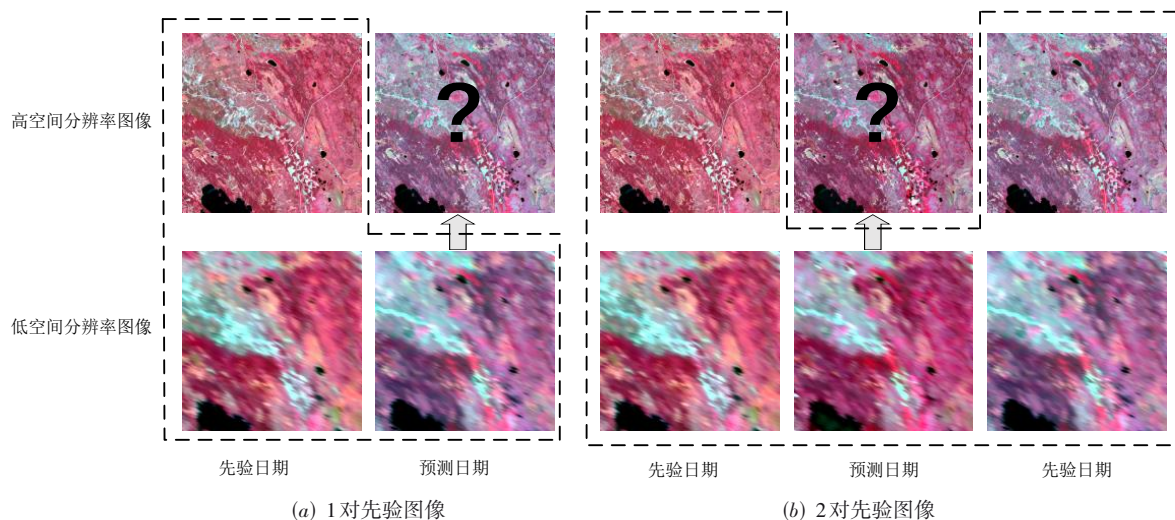 高空间分辨率图像
?
?
低空间分辨率图像
先验日期
预测日期
先验日期
预测日期
先验日期
(a) 1对先验图像
(b) 2对先验图像